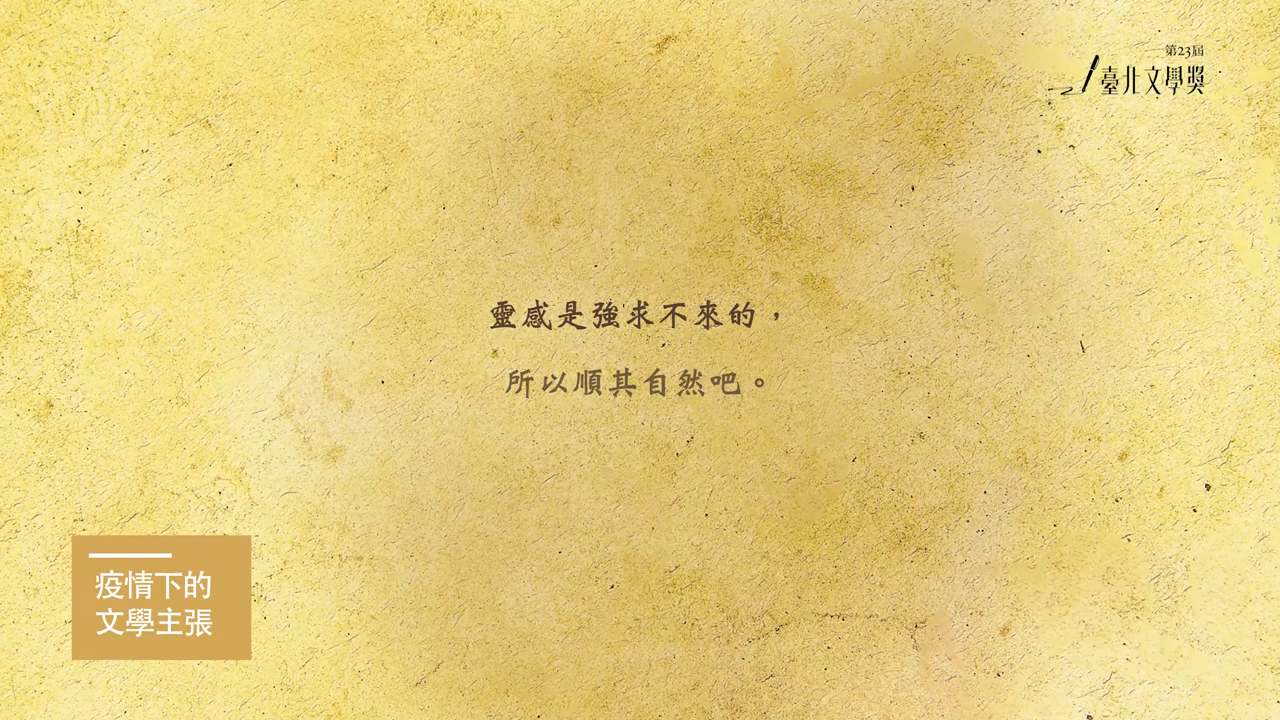 第23屆
臺北文學獎
靈感是強求不來的，
所以順其自然吧。
疫情下的
文學主張